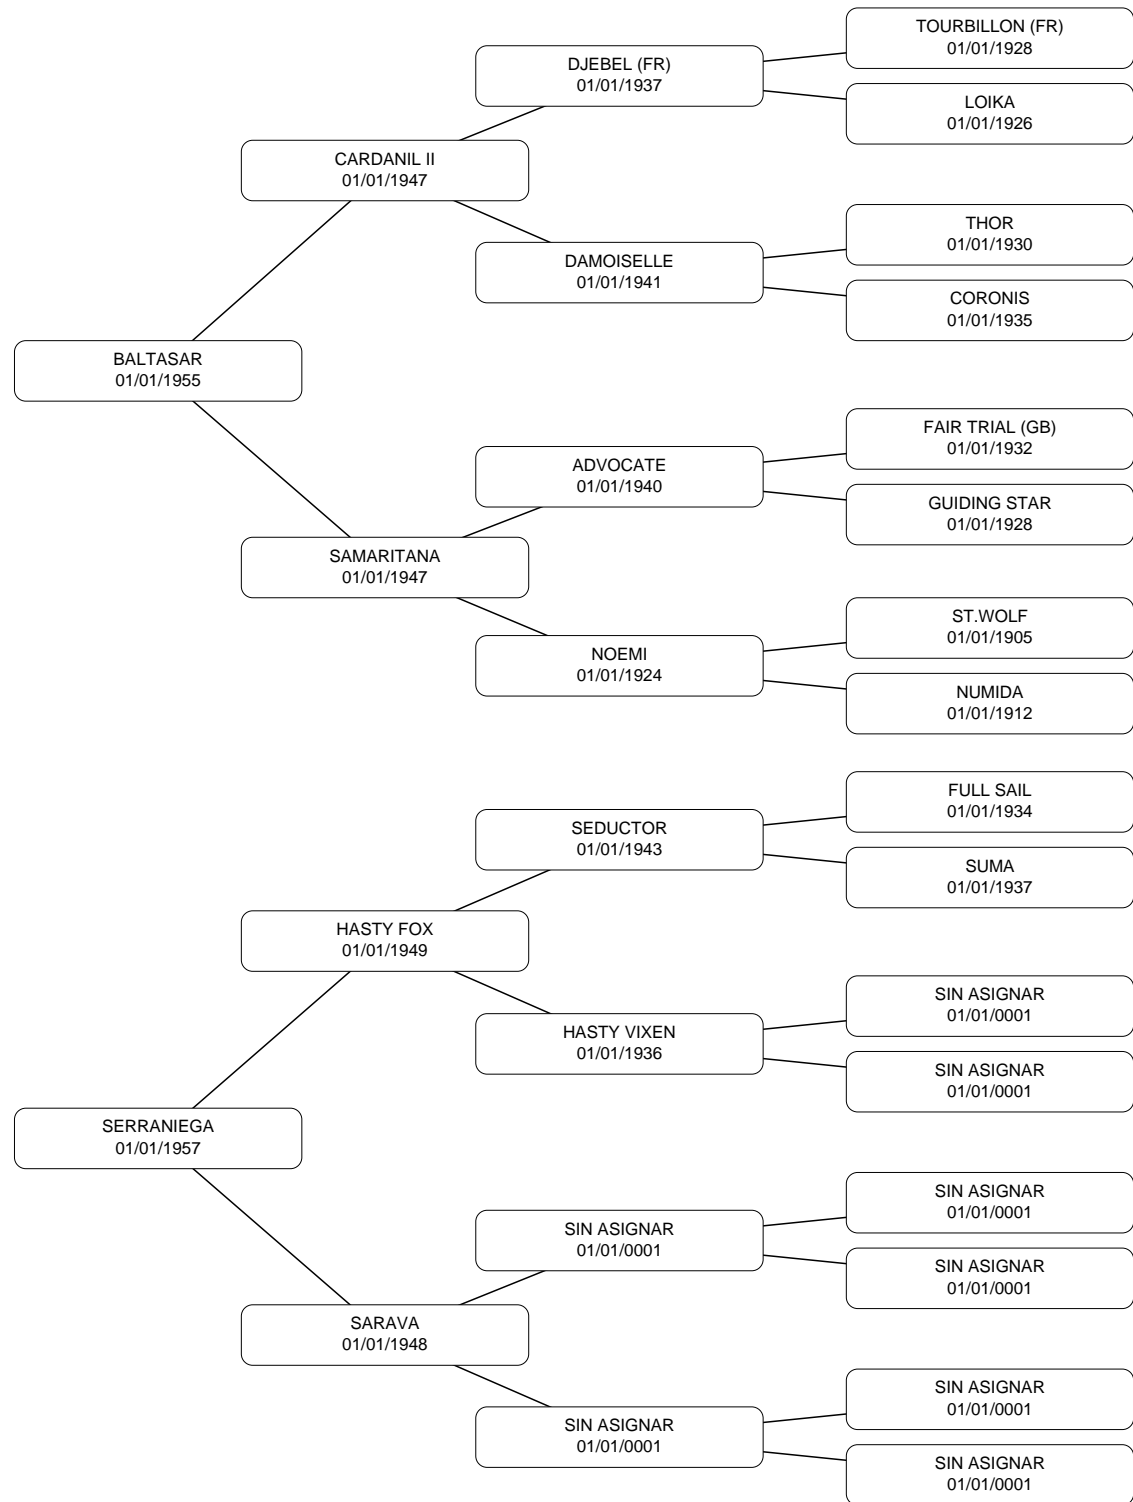 TOURBILLON (FR)
01/01/1928
DJEBEL (FR)
01/01/1937
LOIKA
01/01/1926
CARDANIL II
01/01/1947
THOR
01/01/1930
DAMOISELLE
01/01/1941
CORONIS
01/01/1935
BALTASAR
01/01/1955
FAIR TRIAL (GB)
01/01/1932
ADVOCATE
01/01/1940
GUIDING STAR
01/01/1928
SAMARITANA
01/01/1947
ST.WOLF
01/01/1905
NOEMI
01/01/1924
NUMIDA
01/01/1912
FULL SAIL
01/01/1934
SEDUCTOR
01/01/1943
SUMA
01/01/1937
HASTY FOX
01/01/1949
SIN ASIGNAR
01/01/0001
HASTY VIXEN
01/01/1936
SIN ASIGNAR
01/01/0001
SERRANIEGA
01/01/1957
SIN ASIGNAR
01/01/0001
SIN ASIGNAR
01/01/0001
SIN ASIGNAR
01/01/0001
SARAVA
01/01/1948
SIN ASIGNAR
01/01/0001
SIN ASIGNAR
01/01/0001
SIN ASIGNAR
01/01/0001